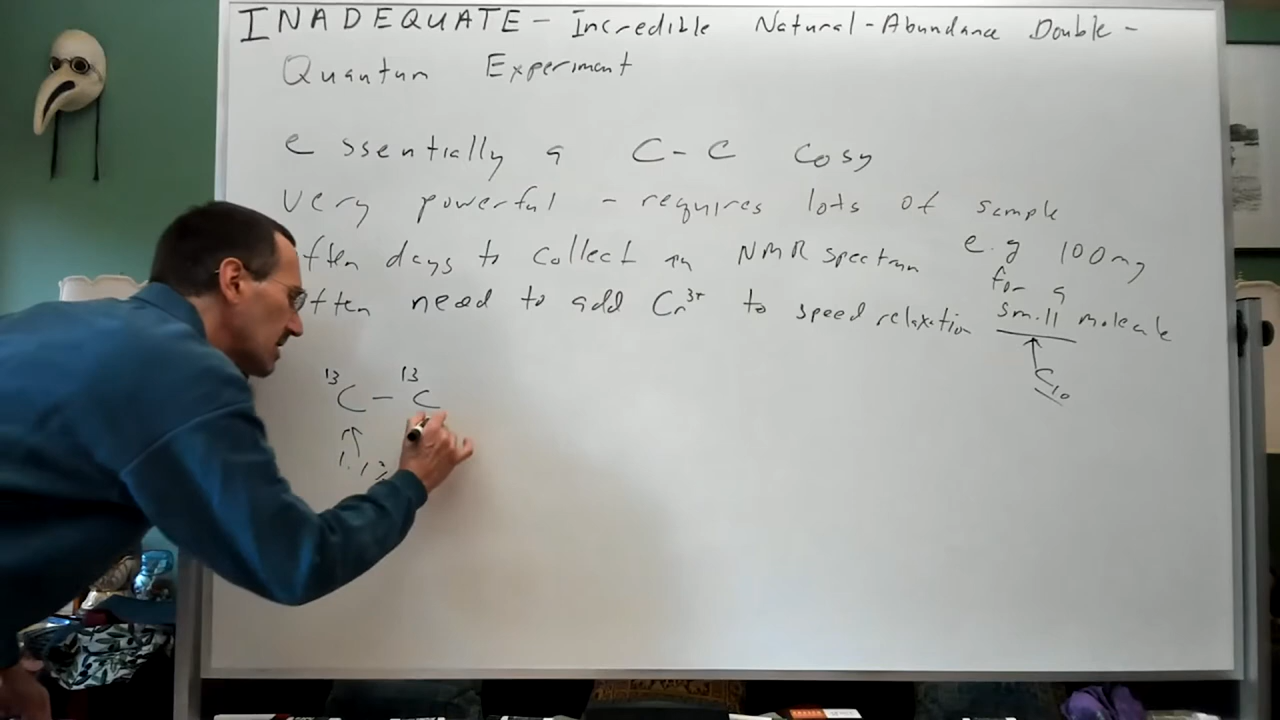 INADEQUATE - Incredible Natural-Abundance Double-
Quantum Experiment
essentially a C-C COSY
very powerful - requires lots of sample
often days to collect an NMR spectrum e.g 100mg
for a
often need to add Cr³⁺ to speed relaxation small molecule
C₁₀
¹³C-¹³C
1.1%